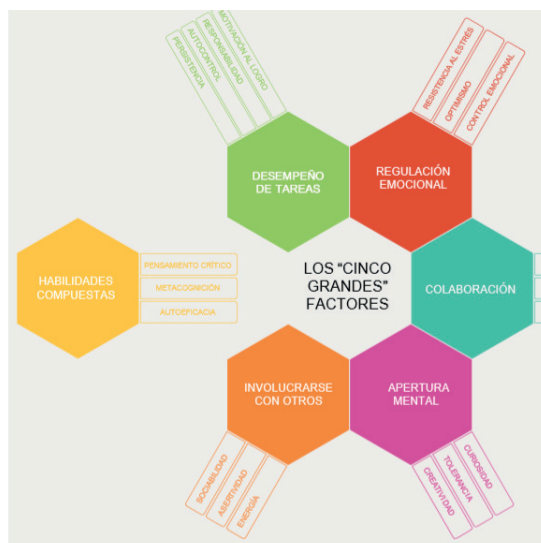 MOTIVACIÓN AL LOGRO
RESPONSABILIDAD
AUTOCONTROL
PERSISTENCIA
RESISTENCIA AL ESTRÉS
OPTIMISMO
CONTROL EMOCIONAL
DESEMPEÑO
DE TAREAS
REGULACIÓN
EMOCIONAL
HABILIDADES
COMPUESTAS
PENSAMIENTO CRÍTICO
METACOGNICIÓN
AUTOEFICACIA
LOS "CINCO
GRANDES"
FACTORES
COLABORACIÓN
INVOLUCRARSE
CON OTROS
APERTURA
MENTAL
SOCIABILIDAD
ASERTIVIDAD
ENERGÍA
CREATIVIDAD
TOLERANCIA
CURIOSIDAD